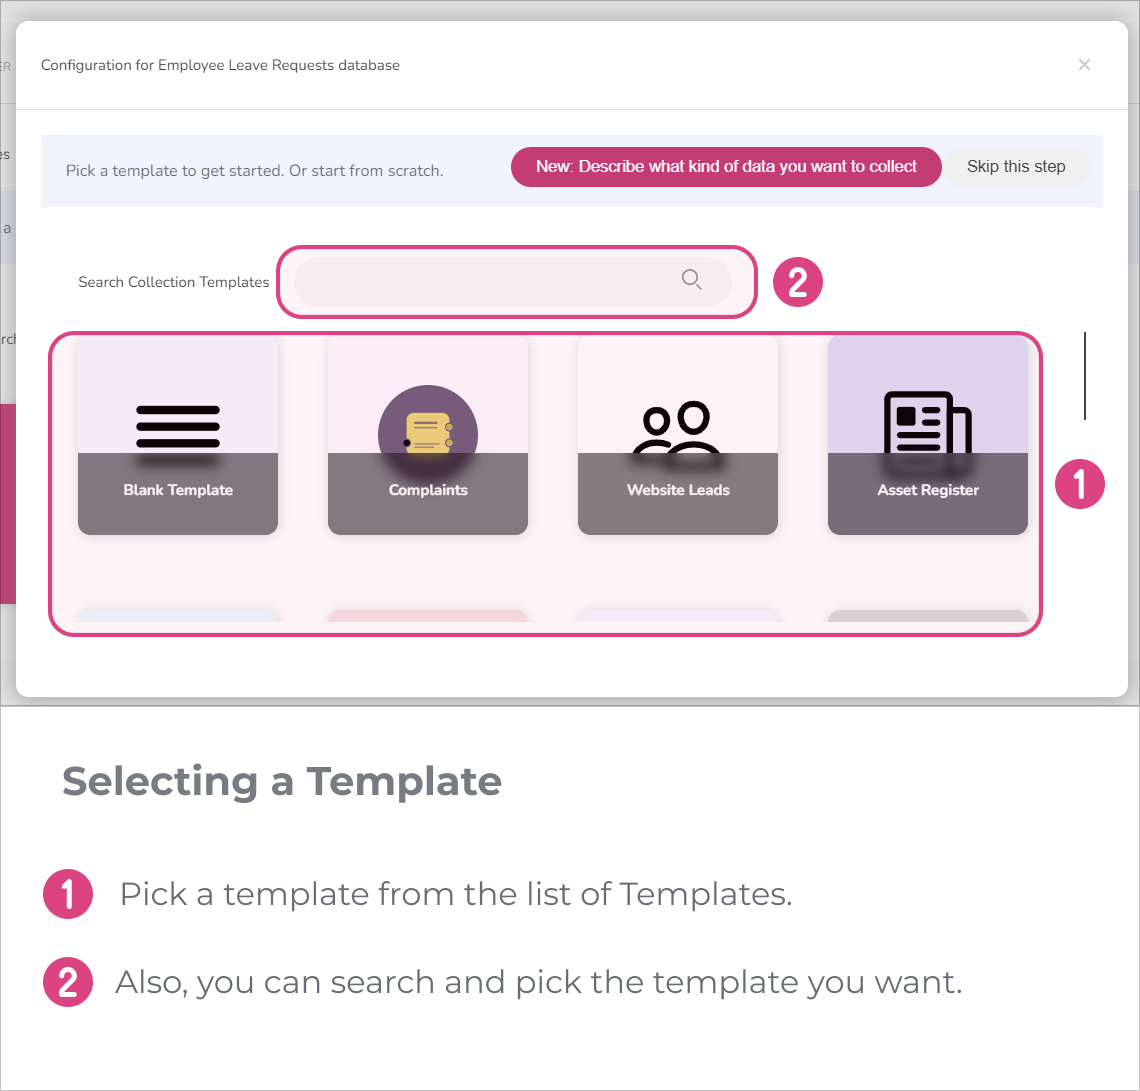 Configuration for Employee Leave Requests database
×
ER
es
Pick a template to get started. Or start from scratch.
New: Describe what kind of data you want to collect
Skip this step
a
Search Collection Templates
2
rch
Blank Template
Complaints
Website Leads
Asset Register
1
Selecting a Template
1 Pick a template from the list of Templates.
2 Also, you can search and pick the template you want.